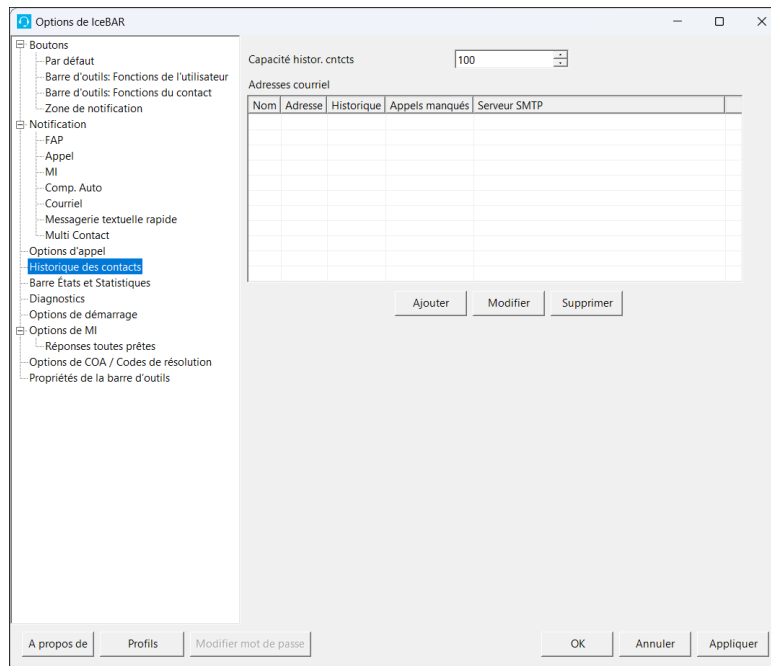 Options de IceBAR
Boutons
Par défaut
Barre d'outils: Fonctions de l'utilisateur
Barre d'outils: Fonctions du contact
Zone de notification
Notification
FAP
Appel
MI
Comp. Auto
Courriel
Messagerie textuelle rapide
Multi Contact
Options d'appel
Historique des contacts
Barre États et Statistiques
Diagnostics
Options de démarrage
Options de MI
Réponses toutes prêtes
Options de COA / Codes de résolution
Propriétés de la barre d'outils
Capacité histor. cntcts 100
Adresses courriel
Nom Adresse Historique Appels manqués Serveur SMTP
Ajouter Modifier Supprimer
A propos de Profils Modifier mot de passe OK Annuler Appliquer